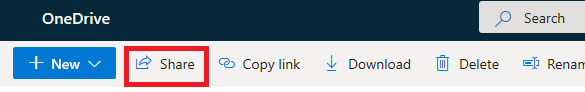 OneDrive
Search
New
Share
Copy link
Download
Delete
Renam